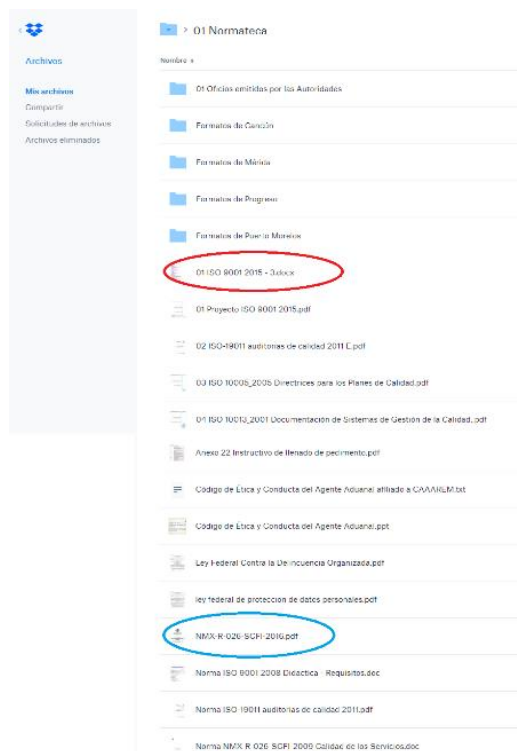 01 Normateca
Archivos
Nombre
Mis archivos
Compartir
Solicitudes de archivos
Archivos eliminados
01 Oficios emitidos por las Autoridades
Formatos de Cancún
Formatos de Mérida
Formatos de Progreso
Formatos de Puerto Morelos
01 ISO 9001 2015 - 3.docx
01 Proyecto ISO 9001 2015.pdf
02 ISO-19011 auditorias de calidad 2011 E.pdf
03 ISO 10005_2005 Directrices para los Planes de Calidad.pdf
04 ISO 10013_2001 Documentación de Sistemas de Gestión de la Calidad..pdf
Anexo 22 Instructivo de llenado de pedimento.pdf
Código de Ética y Conducta del Agente Aduanal afiliado a CAAAREM.txt
Código de Ética y Conducta del Agente Aduanal.ppt
Ley Federal Contra la Delincuencia Organizada.pdf
ley federal de proteccion de datos personales.pdf
NMX-R-026-SCFI-2016.pdf
Norma ISO 9001 2008 Didactica - Requisitos.doc
Norma ISO-19011 auditorias de calidad 2011.pdf
Norma NMX R 026 SCFI 2009 Calidad de los Servicios.doc